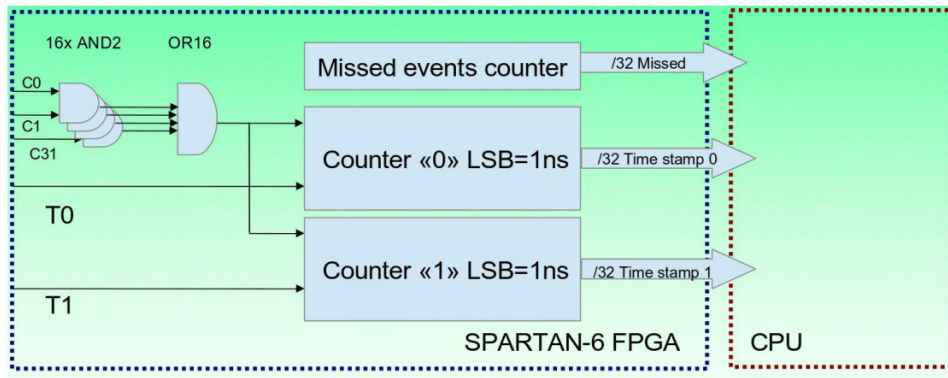 16x AND2
OR16
C0
C1
C31
T0
T1
Missed events counter
/32 Missed
Counter «0» LSB=1ns
/32 Time stamp 0
Counter «1» LSB=1ns
/32 Time stamp 1
SPARTAN-6 FPGA
CPU